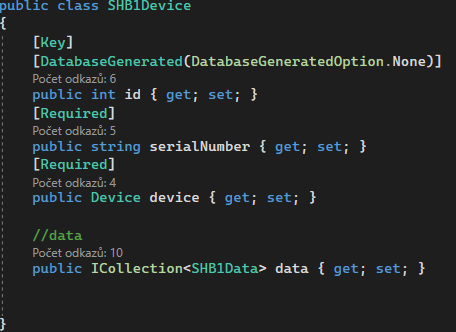 public class SHB1Device
{
[Key]
[DatabaseGenerated(DatabaseGeneratedOption.None)]
Počet odkazů: 6
public int id { get; set; }
[Required]
Počet odkazů: 5
public string serialNumber { get; set; }
[Required]
Počet odkazů: 4
public Device device { get; set; }
//data
Počet odkazů: 10
public ICollection<SHB1Data> data { get; set; }
}